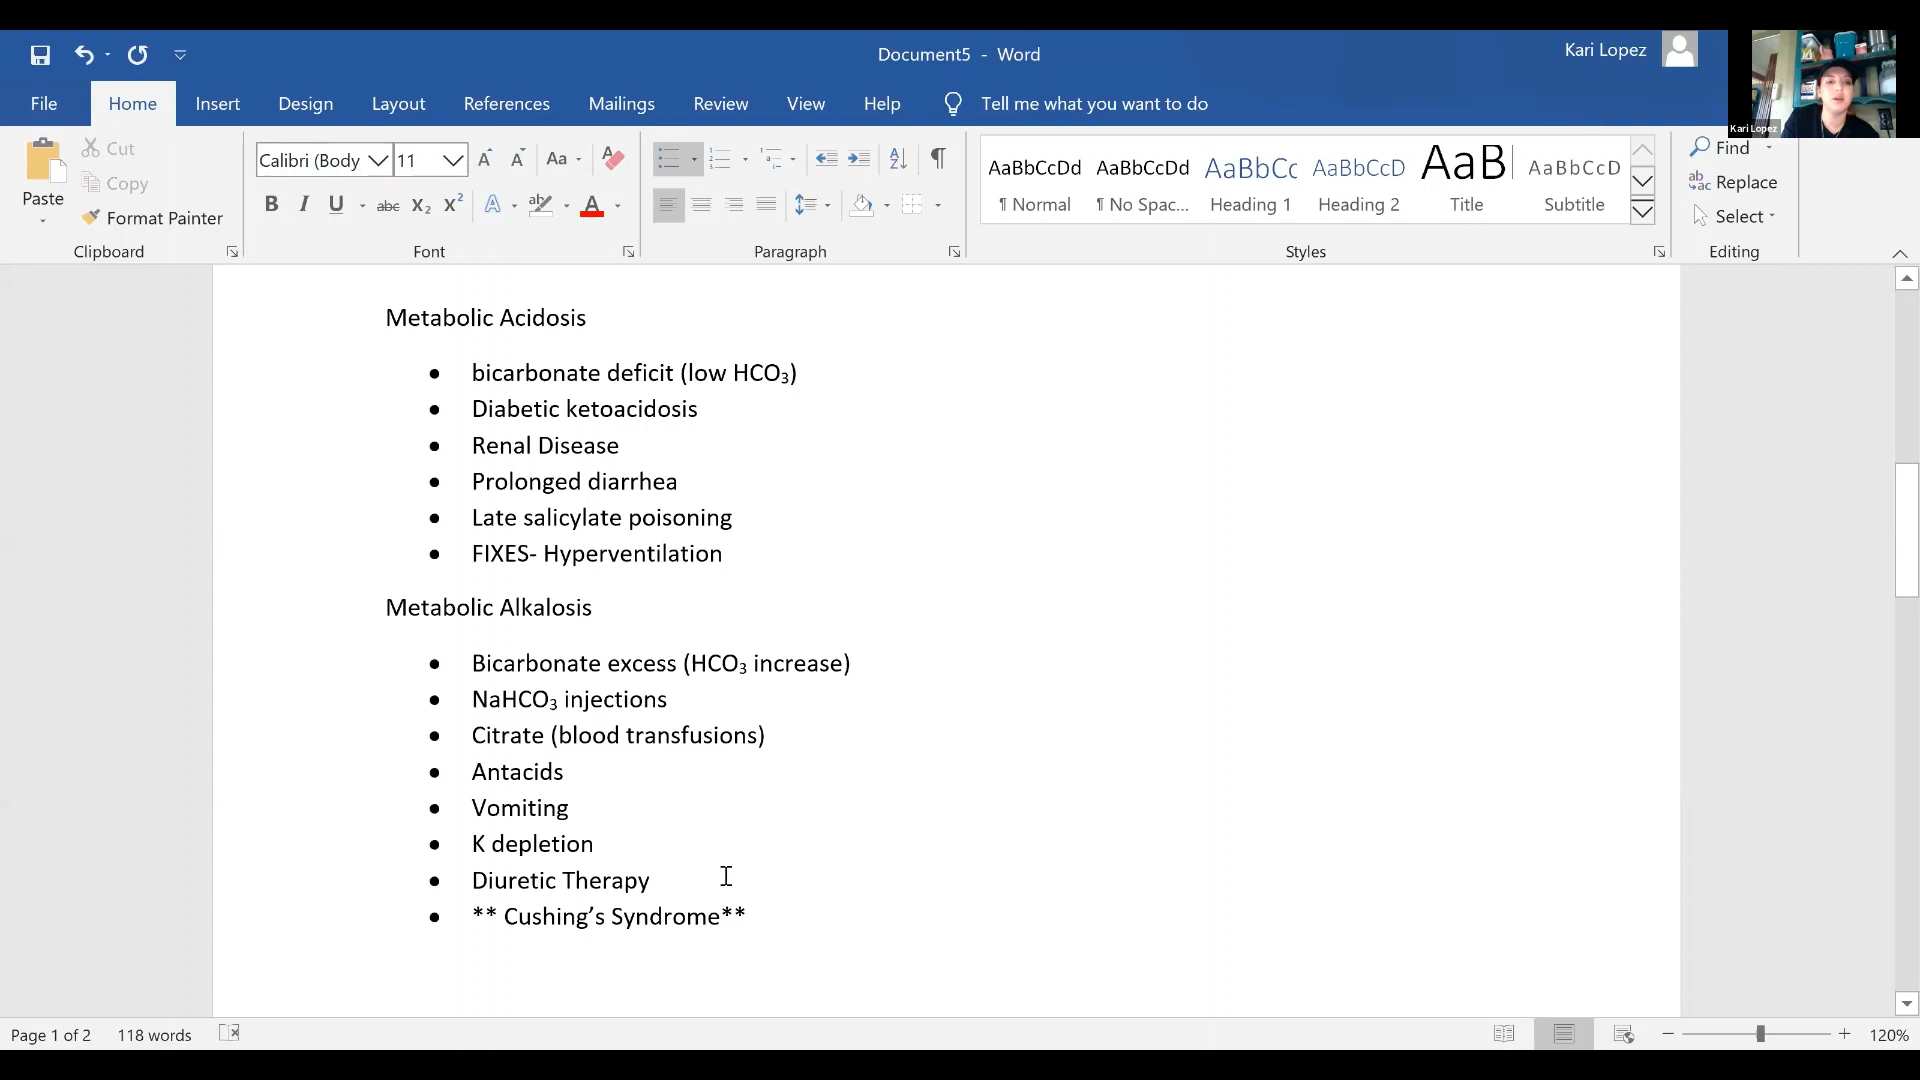 Document5 - Word
Kari Lopez
Kari Lopez
File Home Insert Design Layout References Mailings Review View Help Tell me what you want to do
Paste
Cut
Copy
Format Painter
Clipboard
Calibri (Body 11
Font
Paragraph
AaBbCcDd AaBbCcDd AaBbCc AaBbCcD AaB AaBbCcD
¶ Normal ¶ No Spac... Heading 1 Heading 2 Title Subtitle
Styles
Find
Replace
Select
Editing
Metabolic Acidosis
• bicarbonate deficit (low HCO₃)
• Diabetic ketoacidosis
• Renal Disease
• Prolonged diarrhea
• Late salicylate poisoning
• FIXES- Hyperventilation
Metabolic Alkalosis
• Bicarbonate excess (HCO₃ increase)
• NaHCO₃ injections
• Citrate (blood transfusions)
• Antacids
• Vomiting
• K depletion
• Diuretic Therapy
• ** Cushing’s Syndrome**
Page 1 of 2 118 words 120%